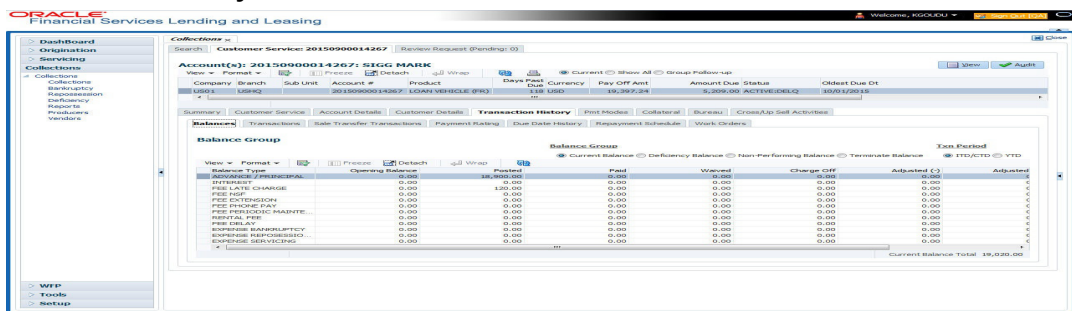 ORACLE
Financial Services Lending and Leasing
Welcome, KGOUDU
Sign Out
DashBoard
Origination
Servicing
Collections
Collections
Collections
Bankruptcy
Repossession
Deficiency
Reports
Producers
Vendors
WFP
Tools
Setup
Collections
Close
Search Customer Service: 20150900014267 Review Request (Pending: 0)
Account(s): 20150900014267: SIGG MARK
View Audit
View Format Freeze Detach Wrap Current Show All Group Follow-up
Company Branch Sub Unit Account # Product Days Past Due Currency Pay Off Amt Amount Due Status Oldest Due Dt
US01 USHQ 20150900014267 LOAN VEHICLE (FR) 118 USD 19,397.24 5,209.00 ACTIVE:DELQ 10/01/2015
Summary Customer Service Account Details Customer Details Transaction History Pmt Modes Collateral Bureau Cross/Up Sell Activities
Balances Transactions Sale Transfer Transactions Payment Rating Due Date History Repayment Schedule Work Orders
Balance Group
Balance Group Txn Period
Current Balance Deficiency Balance Non-Performing Balance Terminate Balance ITD/CTD YTD
View Format Freeze Detach Wrap
Balance Type Opening Balance Posted Paid Waived Charge Off Adjusted (-) Adjusted
ADVANCE / PRINCIPAL 0.00 18,900.00 0.00 0.00 0.00 0.00
INTEREST 0.00 0.00 0.00 0.00 0.00 0.00
FEE LATE CHARGE 0.00 120.00 0.00 0.00 0.00 0.00
FEE NSF 0.00 0.00 0.00 0.00 0.00 0.00
FEE EXTENSION 0.00 0.00 0.00 0.00 0.00 0.00
FEE PHONE PAY 0.00 0.00 0.00 0.00 0.00 0.00
FEE PERIODIC MAINTE... 0.00 0.00 0.00 0.00 0.00 0.00
RENTAL FEE 0.00 0.00 0.00 0.00 0.00 0.00
FEE DELAY 0.00 0.00 0.00 0.00 0.00 0.00
EXPENSE BANKRUPTCY 0.00 0.00 0.00 0.00 0.00 0.00
EXPENSE REPOSESSIO... 0.00 0.00 0.00 0.00 0.00 0.00
EXPENSE SERVICING 0.00 0.00 0.00 0.00 0.00 0.00
Current Balance Total 19,020.00